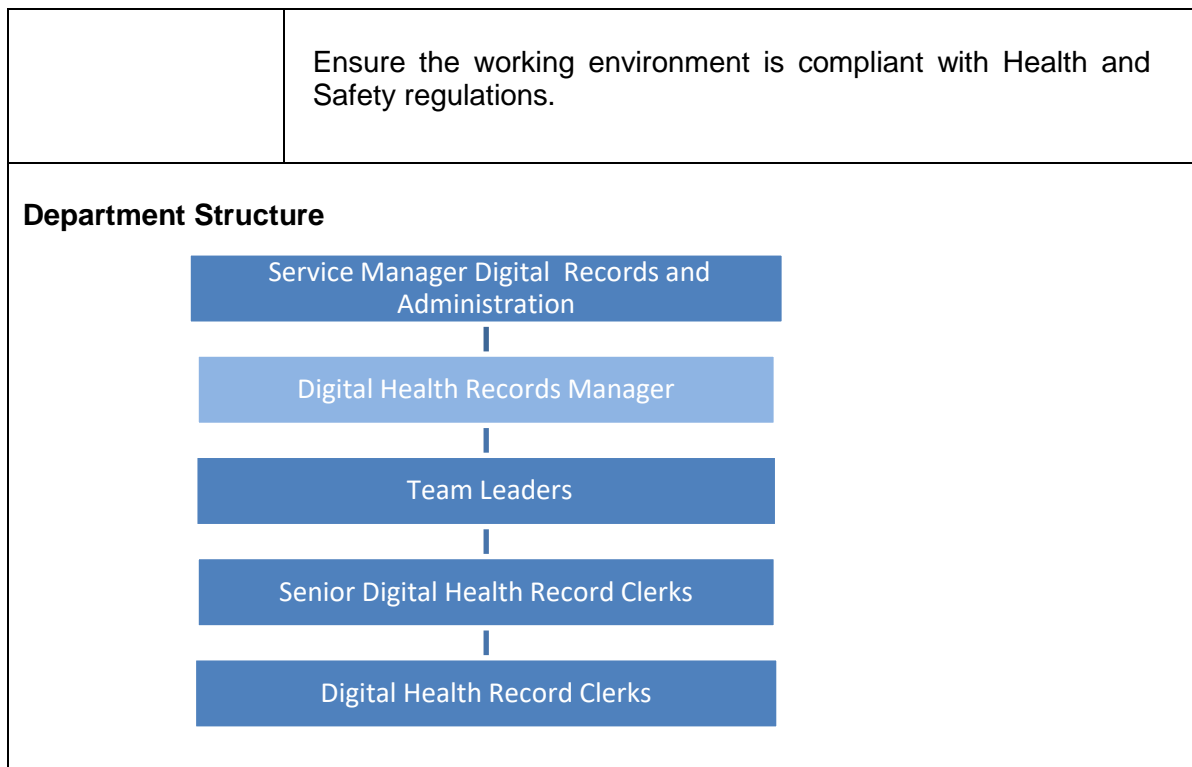 Ensure the working environment is compliant with Health and
Safety regulations.
Department Structure
Service Manager Digital  Records and
Administration
Digital Health Records Manager
Team Leaders
Senior Digital Health Record Clerks
Digital Health Record Clerks